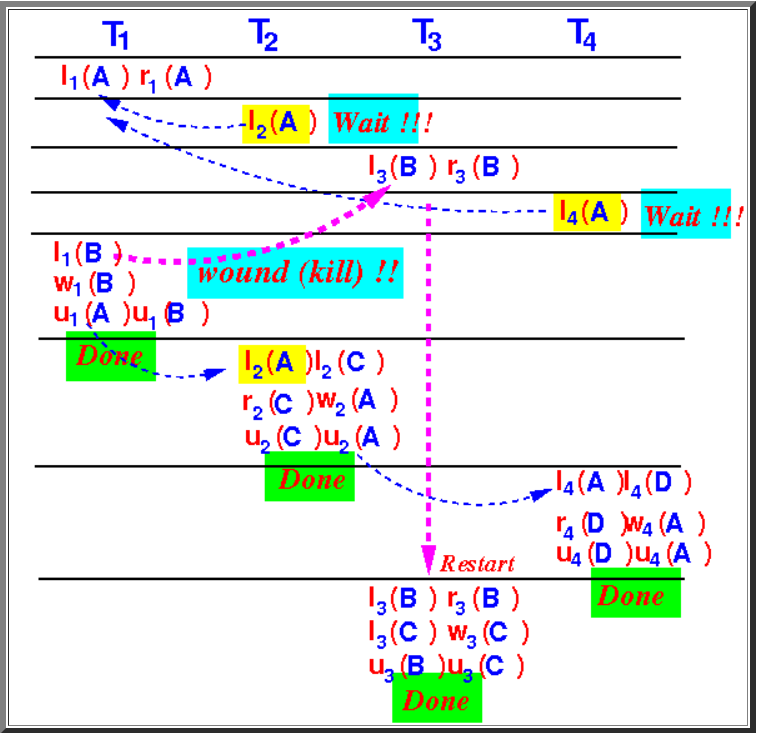 T1 T2 T3 T4
l1(A) r1(A)
l2(A) Wait !!!
l3(B) r3(B)
l4(A) Wait !!!
l1(B)
wound (kill) !!
w1(B)
u1(A)u1(B)
Done
l2(A)l2(C)
r2(C)w2(A)
u2(C)u2(A)
Done
l4(A)l4(D)
r4(D)w4(A)
u4(D)u4(A)
Done
Restart
l3(B) r3(B)
l3(C) w3(C)
u3(B)u3(C)
Done